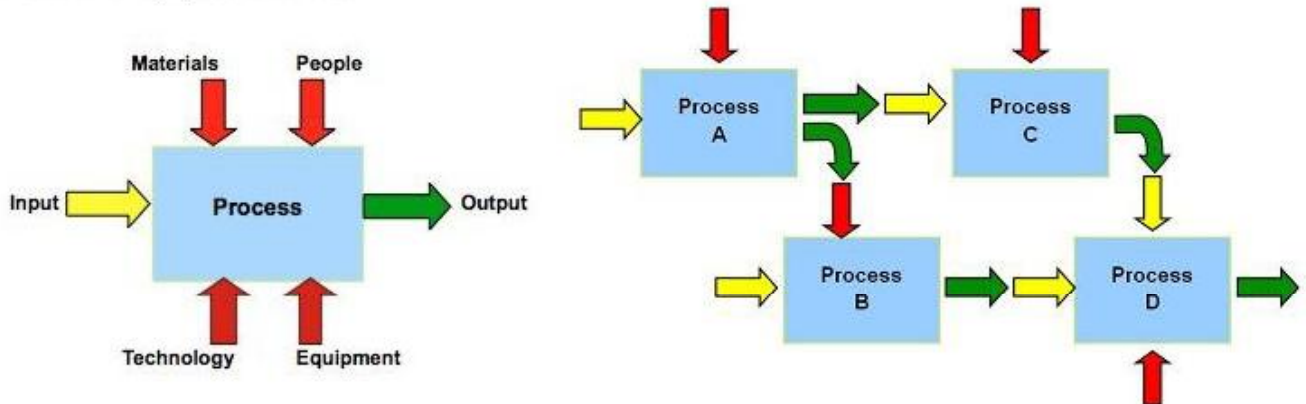 Materials
People
Input
Process
Output
Technology
Equipment
Process
A
Process
C
Process
B
Process
D